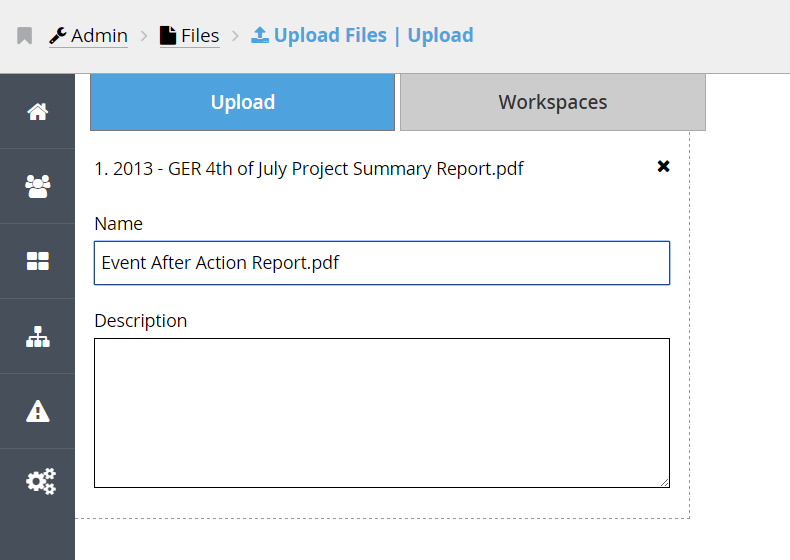 Admin > Files > Upload Files | Upload
Upload
Workspaces
1. 2013 - GER 4th of July Project Summary Report.pdf
Name
Event After Action Report.pdf
Description